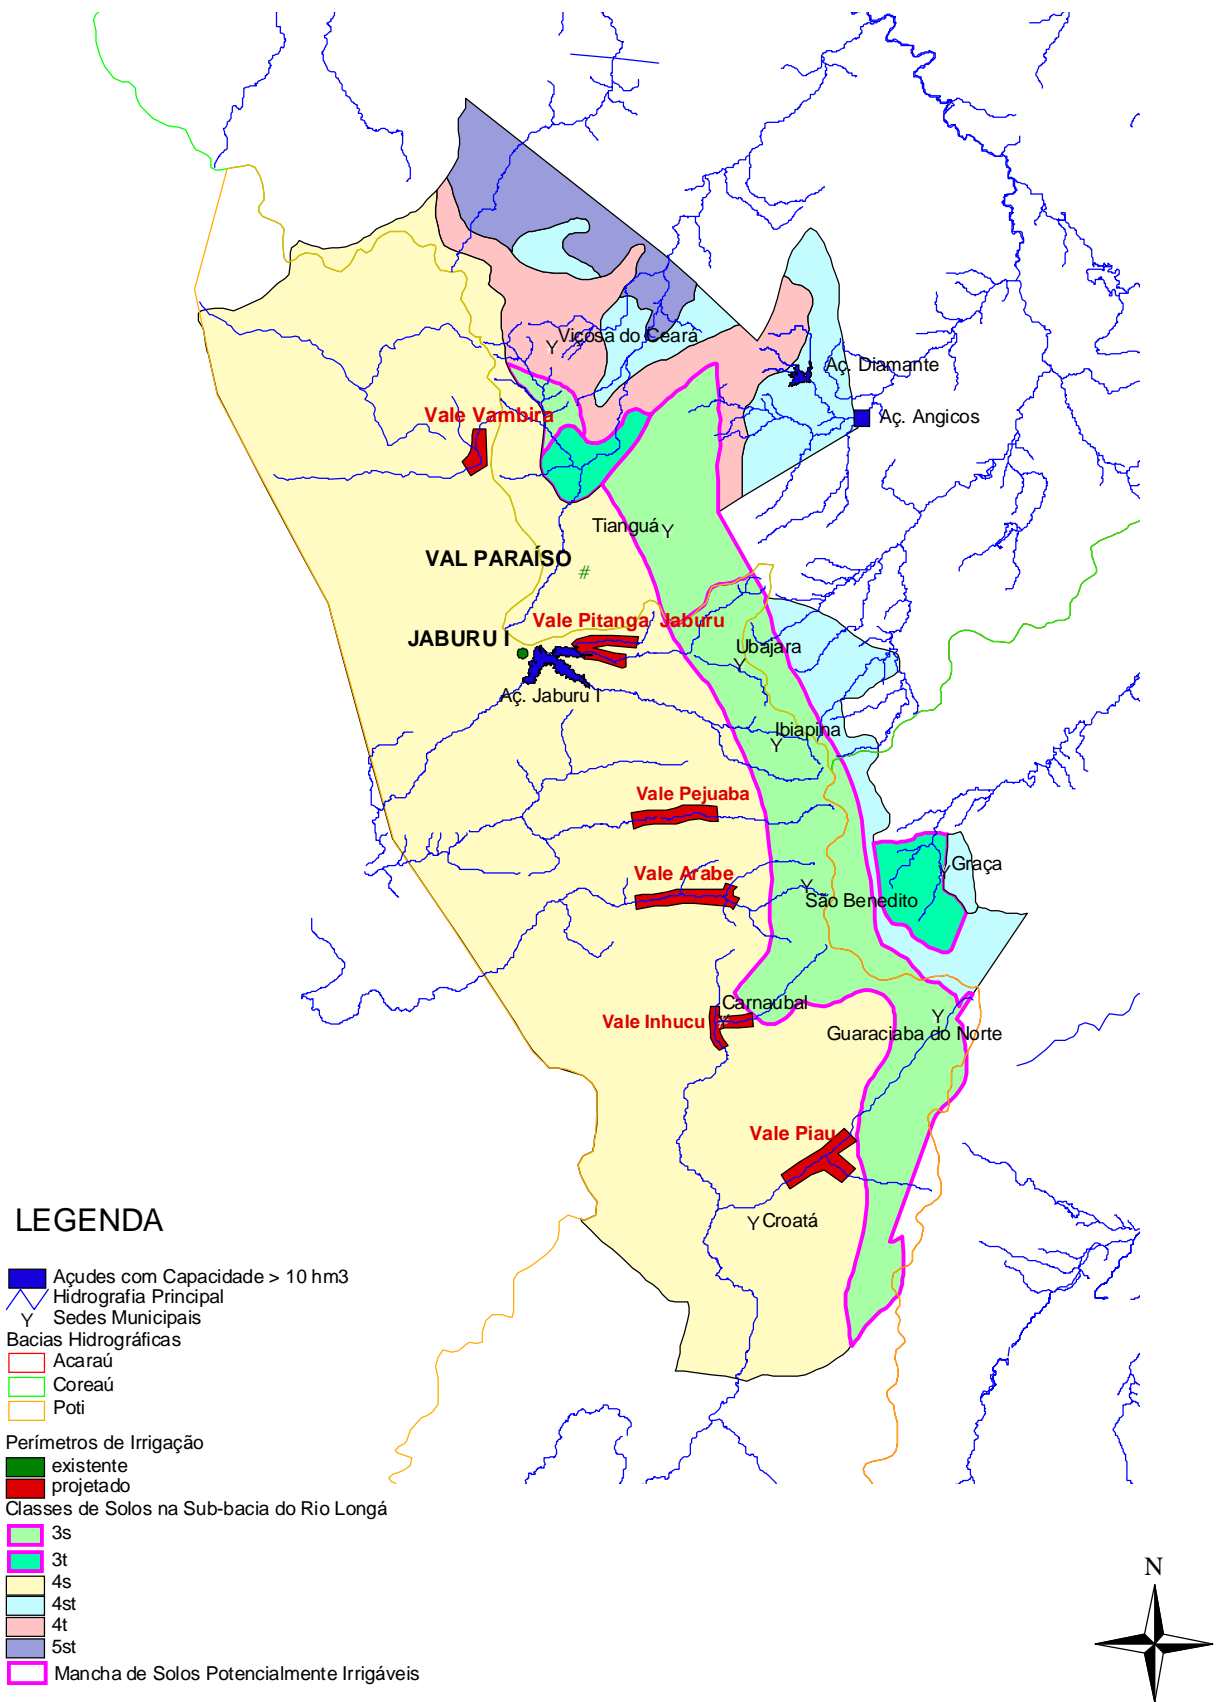 Viçosa do Ceará
Aç. Diamante
Vale Vambira
Aç. Angicos
Tianguá
VAL PARAÍSO
#
Vale Pitanga Jaburu
JABURU I
Ubajara
Aç. Jaburu I
Ibiapina
Vale Pejuaba
Graça
Vale Arabe
São Benedito
Carnaubal
Vale Inhucu
Guaraciaba do Norte
Vale Piau
Croatá
LEGENDA
Açudes com Capacidade > 10 hm3
Hidrografia Principal
Y Sedes Municipais
Bacias Hidrográficas
Acaraú
Coreaú
Poti
Perímetros de Irrigação
existente
projetado
Classes de Solos na Sub-bacia do Rio Longá
3s
3t
4s
4st
4t
5st
Mancha de Solos Potencialmente Irrigáveis
N